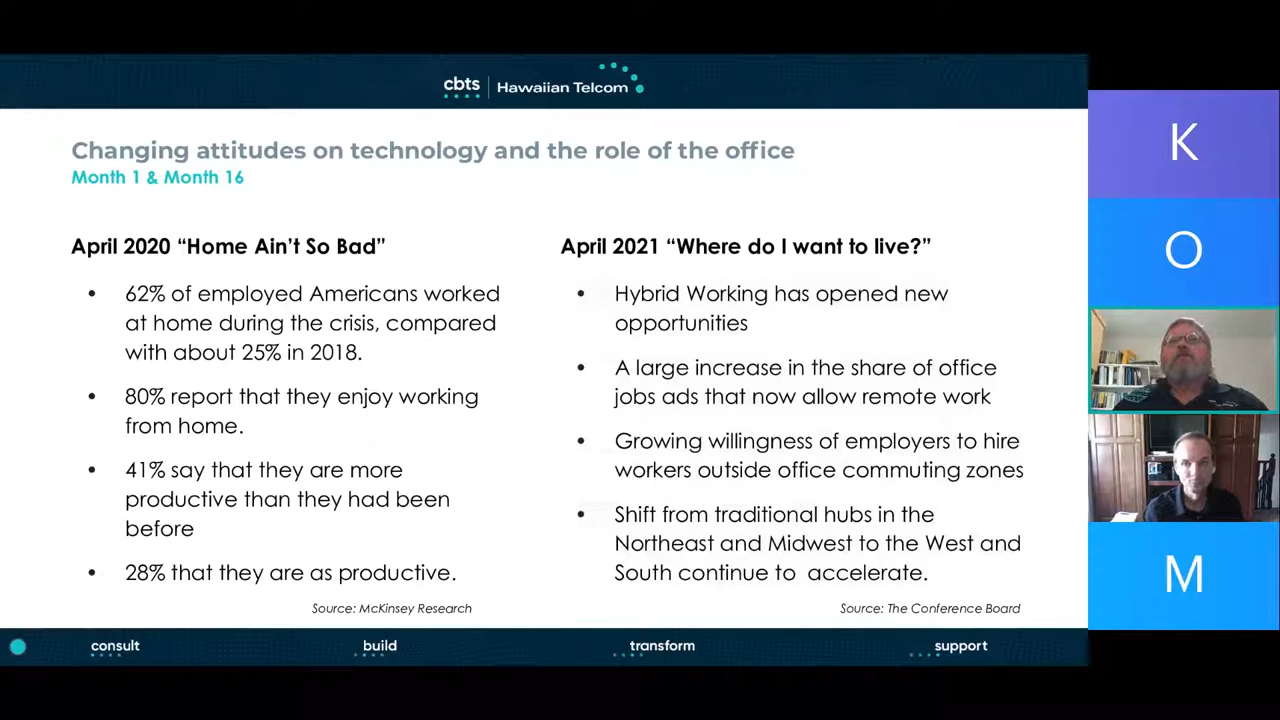 cbts | Hawaiian Telcom
Changing attitudes on technology and the role of the office
Month 1 & Month 16
April 2020 “Home Ain’t So Bad”
• 62% of employed Americans worked
at home during the crisis, compared
with about 25% in 2018.
• 80% report that they enjoy working
from home.
• 41% say that they are more
productive than they had been
before
• 28% that they are as productive.
Source: McKinsey Research
April 2021 “Where do I want to live?”
• Hybrid Working has opened new
opportunities
• A large increase in the share of office
jobs ads that now allow remote work
• Growing willingness of employers to hire
workers outside office commuting zones
• Shift from traditional hubs in the
Northeast and Midwest to the West and
South continue to accelerate.
Source: The Conference Board
consult build transform support
K
O
M